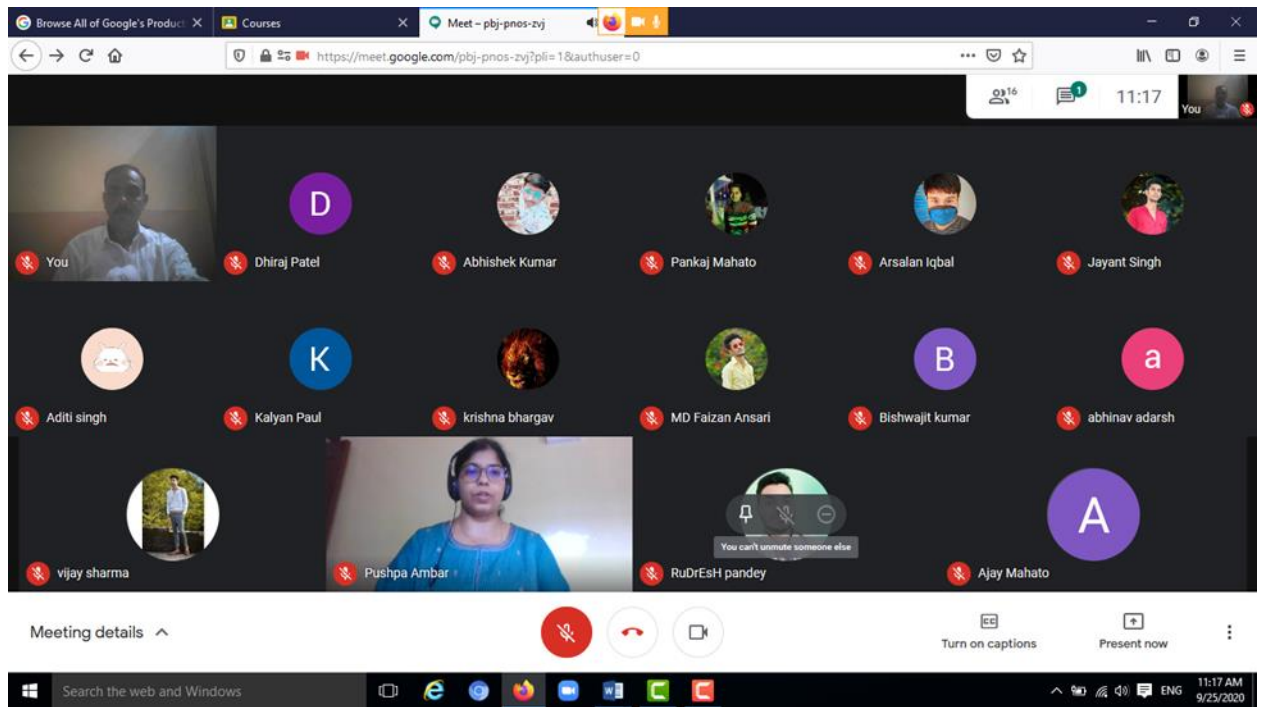 Browse All of Google's Product
Courses
Meet – pbj-pnos-zvj
https://meet.google.com/pbj-pnos-zvj?pli=1&authuser=0
16
1
11:17
You
You
D
Dhiraj Patel
Abhishek Kumar
Pankaj Mahato
Arsalan Iqbal
Jayant Singh
Aditi singh
K
Kalyan Paul
krishna bhargav
MD Faizan Ansari
B
Bishwajit kumar
a
abhinav adarsh
vijay sharma
Pushpa Ambar
You can't unmute someone else
RuDrEsH pandey
A
Ajay Mahato
Meeting details
CC
Turn on captions
Present now
Search the web and Windows
ENG
11:17 AM
9/25/2020